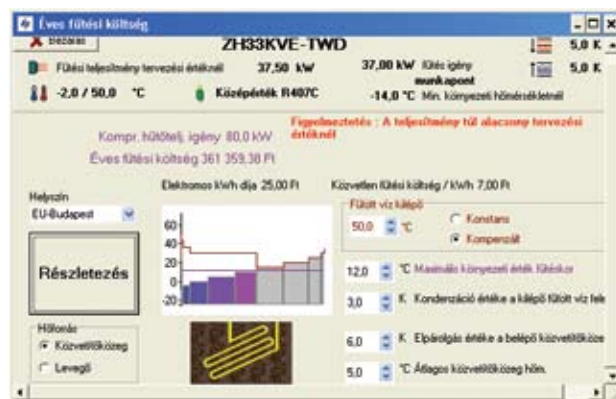 Éves fűtési költség
Bezárás
ZH33KVE-TWD
5,0 K
Fűtési teljesítmény tervezési értéknél 37,50 kW
37,00 kW Fűtés igény
5,0 K
munkapont
-2,0 / 50,0 °C
Középérték R407C
-14,0 °C Min. környezeti hőmérsékletnél
Figyelmeztetés : A teljesítmény túl alacsony tervezési
értéknél
Kompr. hűtőtelj. igény 80,0 kW
Éves fűtési költség 361 359,38 Ft
Elektromos kWh díja 25,00 Ft
Közvetlen fűtési költség / kWh 7,00 Ft
Helyszín
EU-Budapest
Fűtött víz kilépő
50,0 °C
Konstans
Kompenzált
60
40
20
0
-20
Részletezés
12,0 °C Maximális környezeti érték fűtéskor
3,0 K Kondenzáció értéke a kilépő fűtött víz fele
6,0 K Elpárolgás értéke a belépő közvetítőköze
5,0 °C Átlagos közvetítőközeg hőm.
Hőforrás
Közvetítőközeg
Levegő